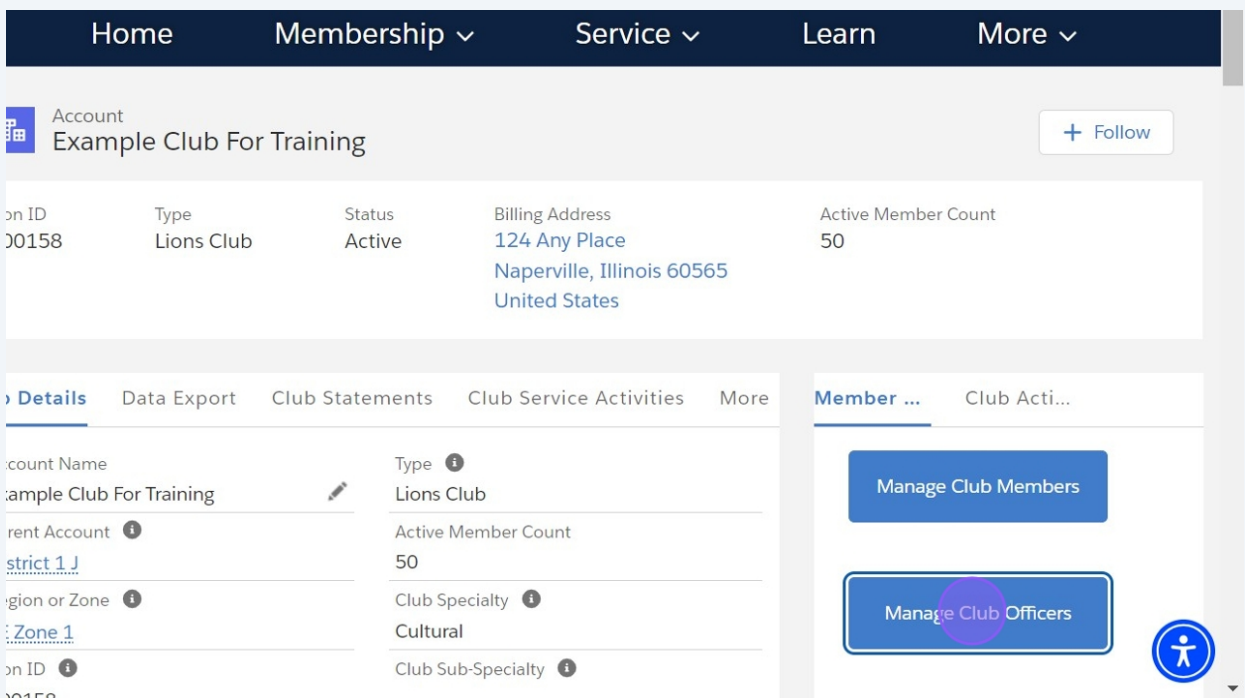 Home Membership Service Learn More
Account
Example Club For Training
+ Follow
on ID Type Status Billing Address Active Member Count
00158 Lions Club Active 124 Any Place 50
Naperville, Illinois 60565
United States
Details Data Export Club Statements Club Service Activities More Member ... Club Acti...
ccount Name Type
ample Club For Training Lions Club
Manage Club Members
rent Account Active Member Count
strict 1 J 50
egion or Zone Club Specialty
Zone 1 Cultural
Manage Club Officers
on ID Club Sub-Specialty